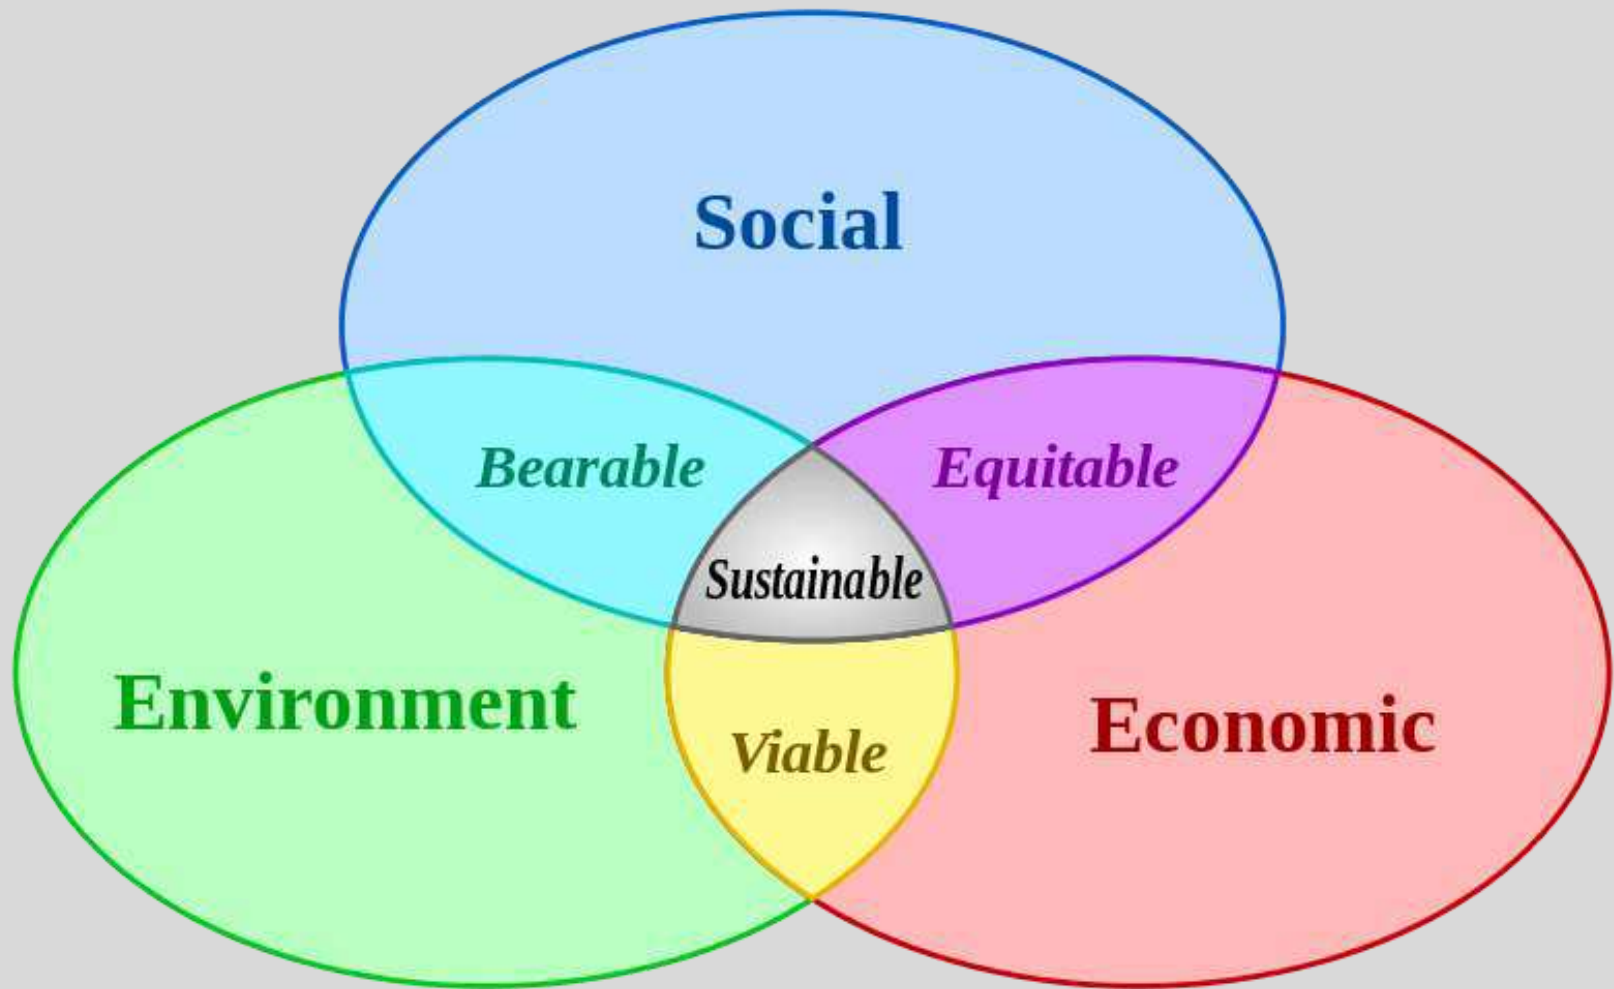 Social
Bearable
Equitable
Sustainable
Environment
Economic
Viable